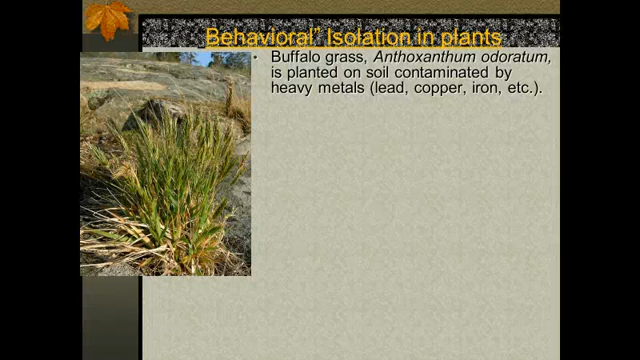 Behavioral” Isolation in plants
• Buffalo grass, Anthoxanthum odoratum,
is planted on soil contaminated by
heavy metals (lead, copper, iron, etc.).